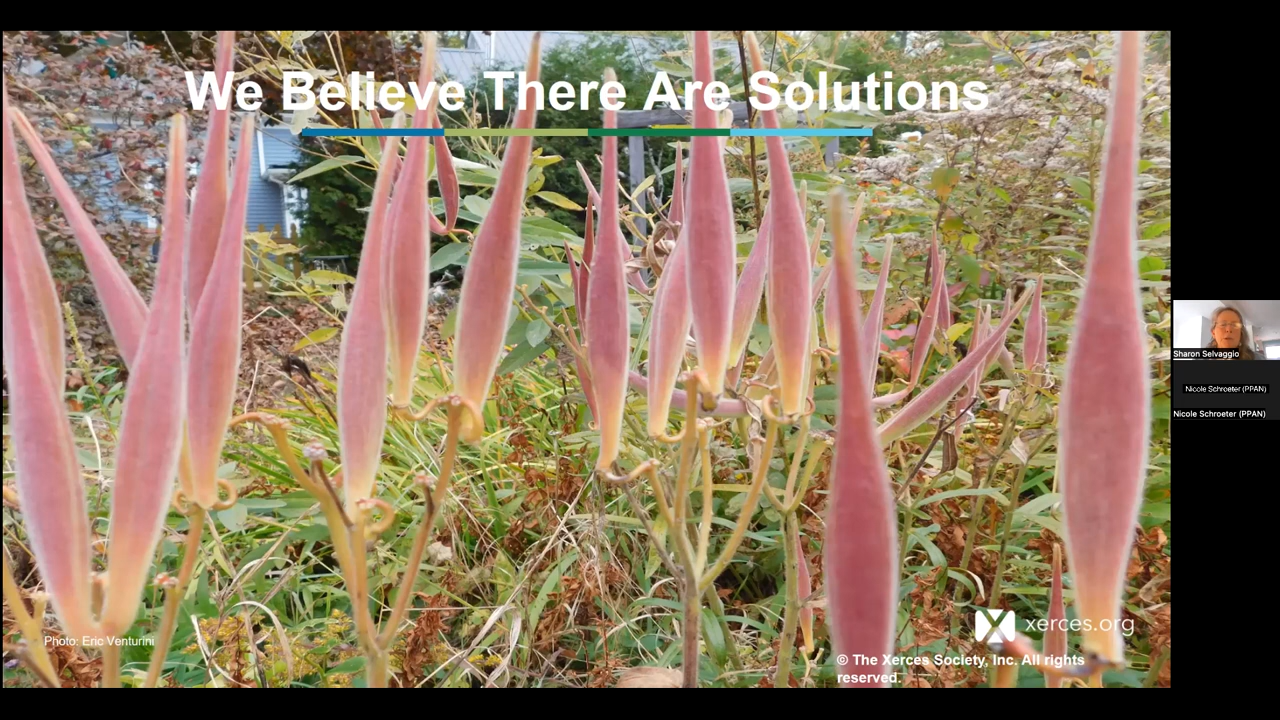 We Believe There Are Solutions
Sharon Selvaggio
Nicole Schroeter (PPAN)
Nicole Schroeter (PPAN)
Photo: Eric Venturini
xerces.org
© The Xerces Society, Inc. All rights
reserved.